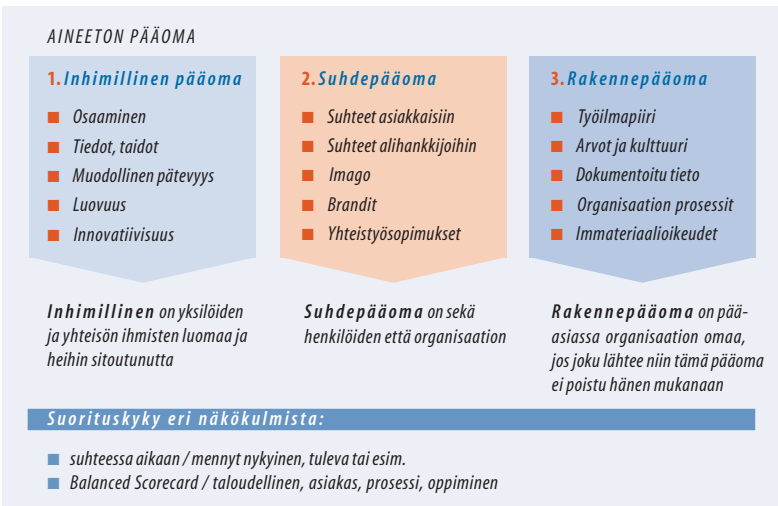 AINEETON PÄÄOMA
1. Inhimillinen pääoma
Osaaminen
Tiedot, taidot
Muodollinen pätevyys
Luovuus
Innovatiivisuus
Inhimillinen on yksilöiden
ja yhteisön ihmisten luomaa ja
heihin sitoutunutta
2. Suhdepääoma
Suhteet asiakkaisiin
Suhteet alihankkijoihin
Imago
Brandit
Yhteistyösopimukset
Suhdepääoma on sekä
henkilöiden että organisaation
3. Rakennepääoma
Työilmapiiri
Arvot ja kulttuuri
Dokumentoitu tieto
Organisaation prosessit
Immateriaalioikeudet
Rakennepääoma on pää-
asiassa organisaation omaa,
jos joku lähtee niin tämä pääoma
ei poistu hänen mukanaan
Suorituskyky eri näkökulmista:
suhteessa aikaan / mennyt nykyinen, tuleva tai esim.
Balanced Scorecard / taloudellinen, asiakas, prosessi, oppiminen